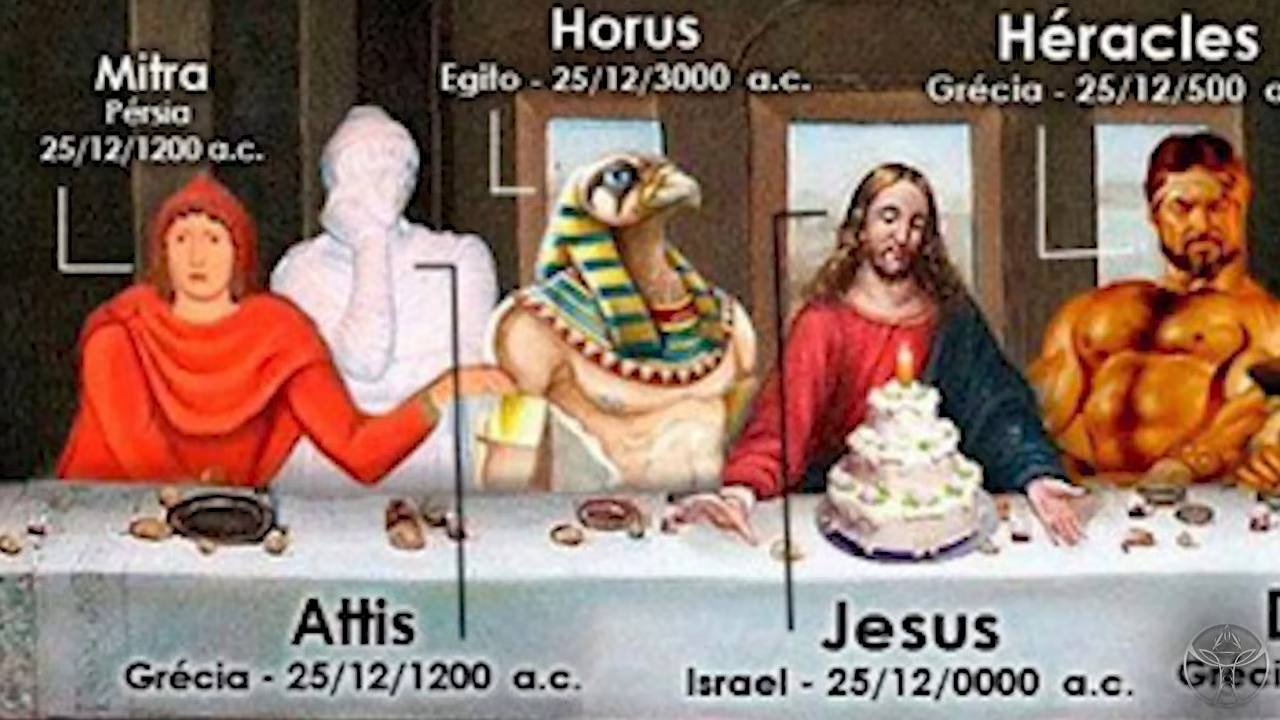 Mitra
Pérsia
25/12/1200 a.c.
Horus
Egito - 25/12/3000 a.c.
Héracles
Grécia - 25/12/500 a
Attis
Grécia - 25/12/1200 a.c.
Jesus
Israel - 25/12/0000 a.c.
D
Gréci